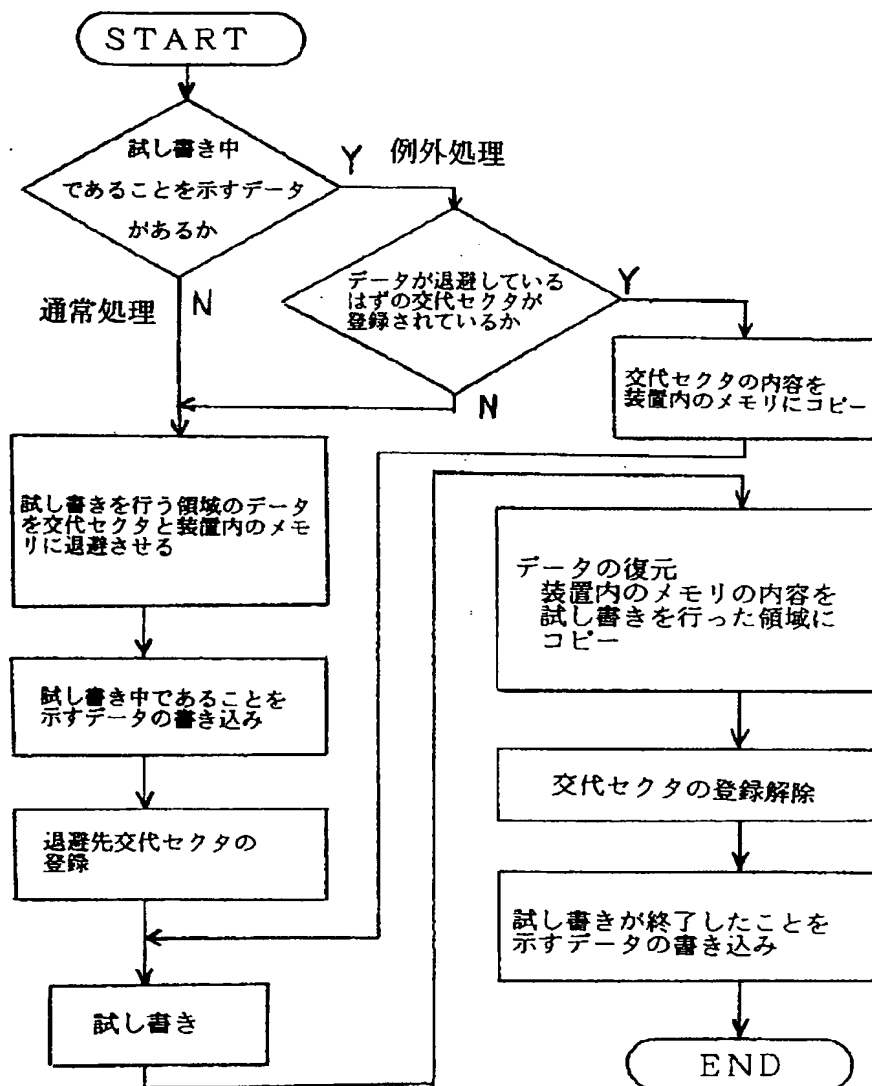 START
試し書き中
であることを示すデータ
があるか
Y 例外処理
通常処理 N
データが退避している
はずの交代セクタが
登録されているか
Y
N
交代セクタの内容を
装置内のメモリにコピー
試し書きを行う領域のデータ
を交代セクタと装置内のメモ
リに退避させる
試し書き中であることを
示すデータの書き込み
退避先交代セクタの
登録
試し書き
データの復元
装置内のメモリの内容を
試し書きを行った領域に
コピー
交代セクタの登録解除
試し書きが終了したことを
示すデータの書き込み
END